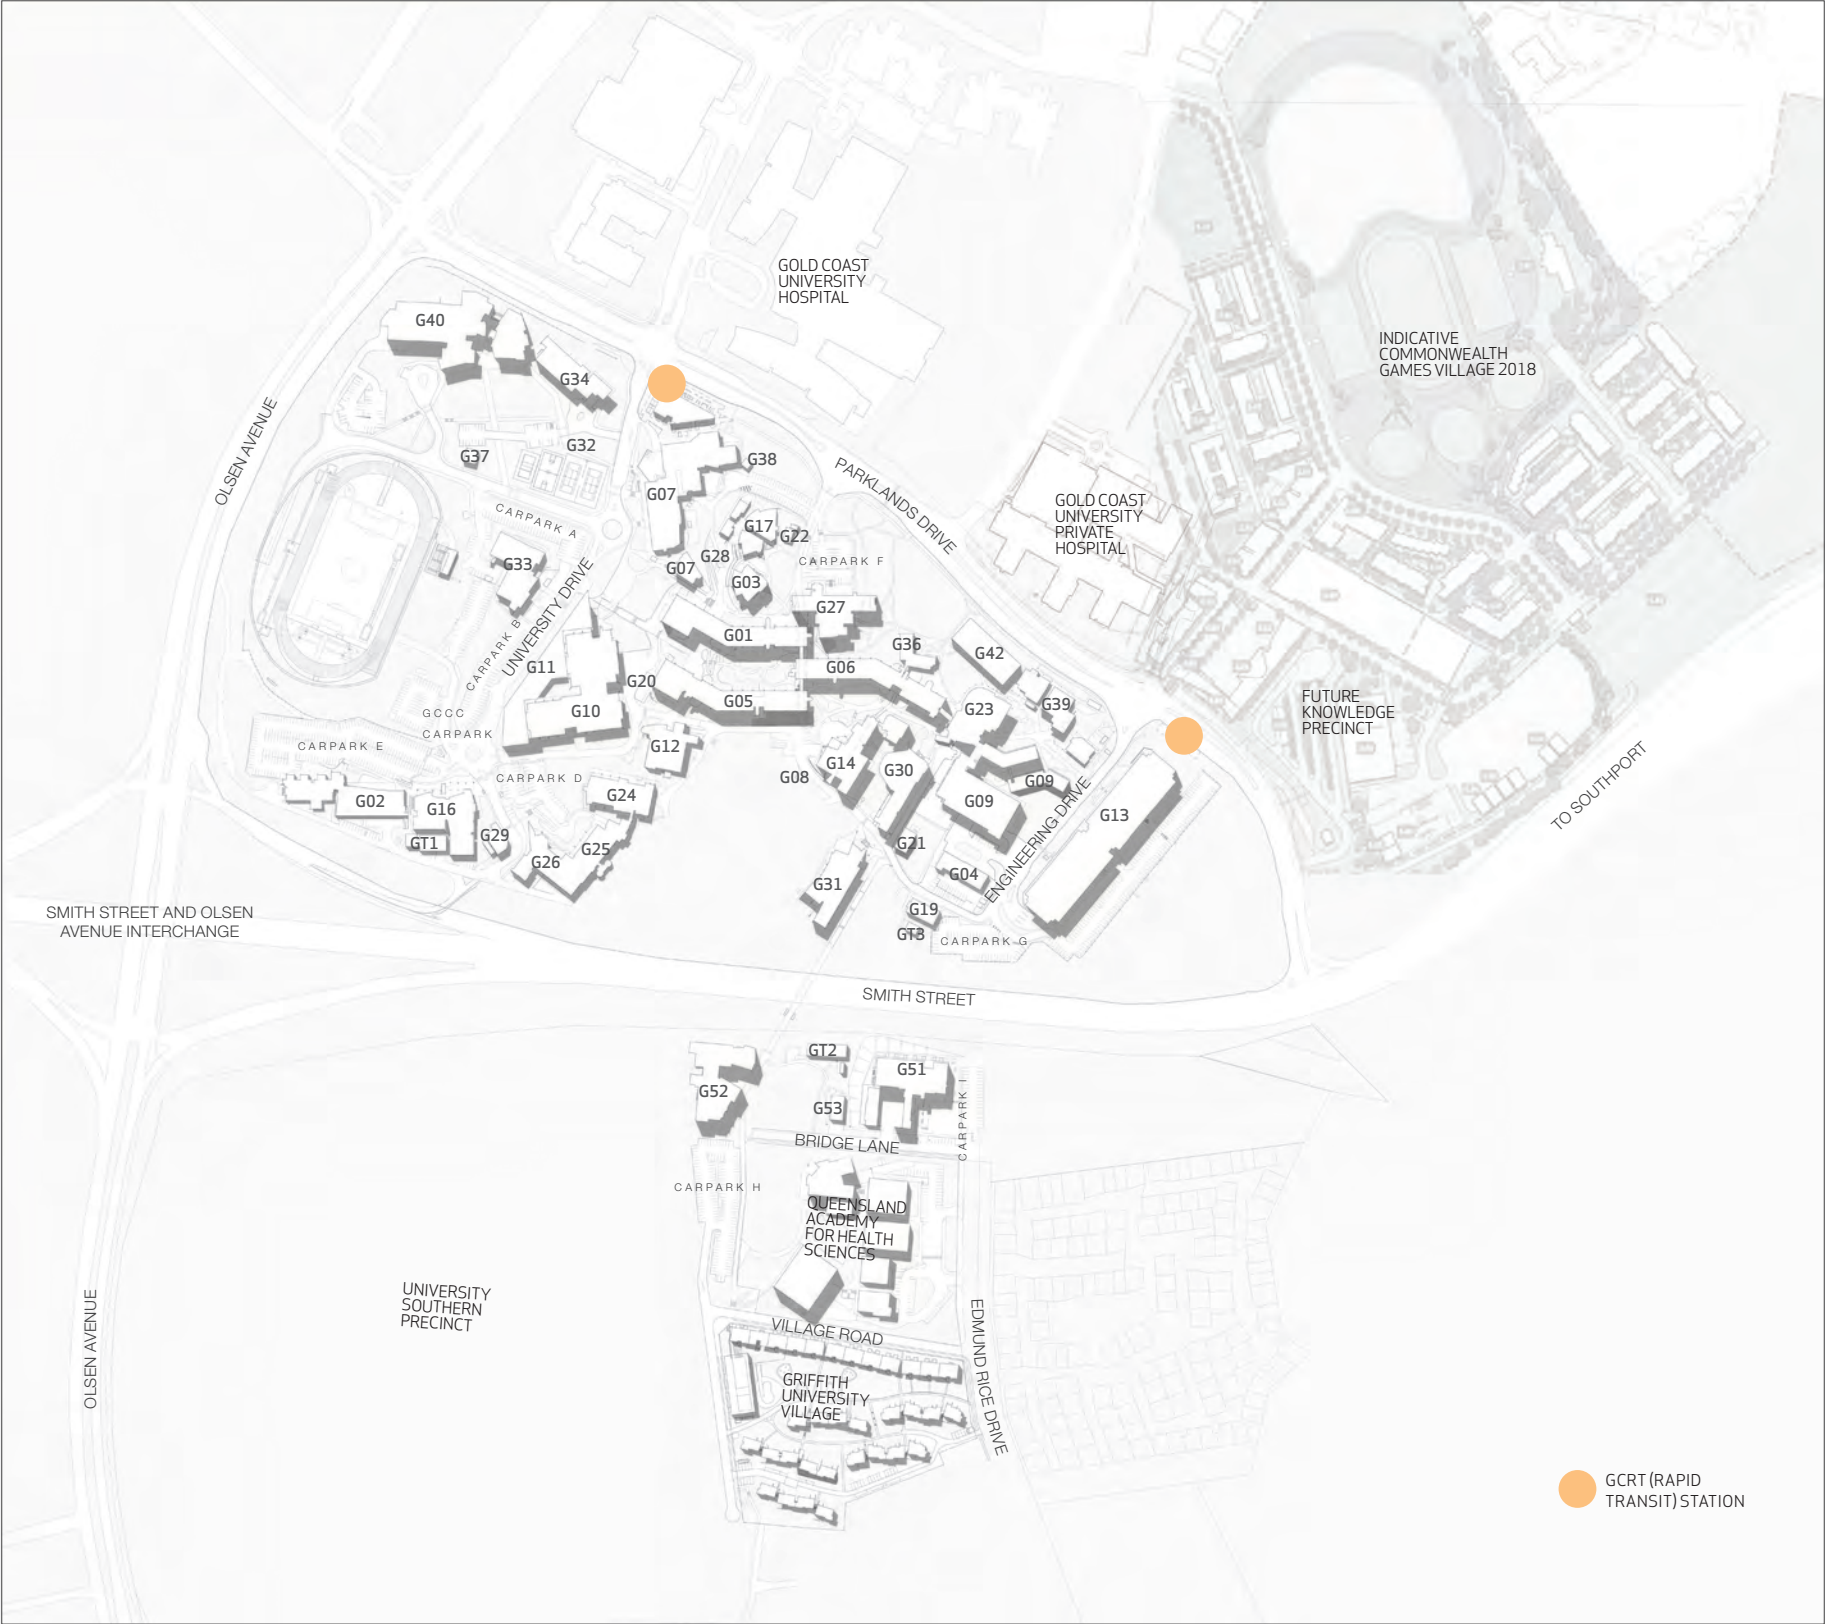 GOLD COAST
UNIVERSITY
HOSPITAL
G40
INDICATIVE
COMMONWEALTH
GAMES VILLAGE 2018
G34
OLSEN AVENUE
G32
G37
G38
PARKLANDS DRIVE
G07
CARPARK A
GOLD COAST
UNIVERSITY
PRIVATE
HOSPITAL
G17
G22
G28
CARPARK F
G33
G07
G03
UNIVERSITY DRIVE
G27
G01
CARPARK B
G36
G42
G11
G06
G20
G05
G10
G23
G39
FUTURE
KNOWLEDGE
PRECINCT
GCCC
CARPARK
CARPARK E
G12
G14
G30
G08
CARPARK D
G09
TO SOUTHPORT
G02
G16
G24
G09
G13
ENGINEERING DRIVE
GT1
G29
G25
G21
G26
G31
G04
SMITH STREET AND OLSEN
AVENUE INTERCHANGE
G19
GT3
CARPARK G
SMITH STREET
GT2
G51
G52
G53
CARPARK I
BRIDGE LANE
CARPARK H
QUEENSLAND
ACADEMY
FOR HEALTH
SCIENCES
UNIVERSITY
SOUTHERN
PRECINCT
OLSEN AVENUE
VILLAGE ROAD
EDMUND RICE DRIVE
GRIFFITH
UNIVERSITY
VILLAGE
GCRT (RAPID
TRANSIT) STATION